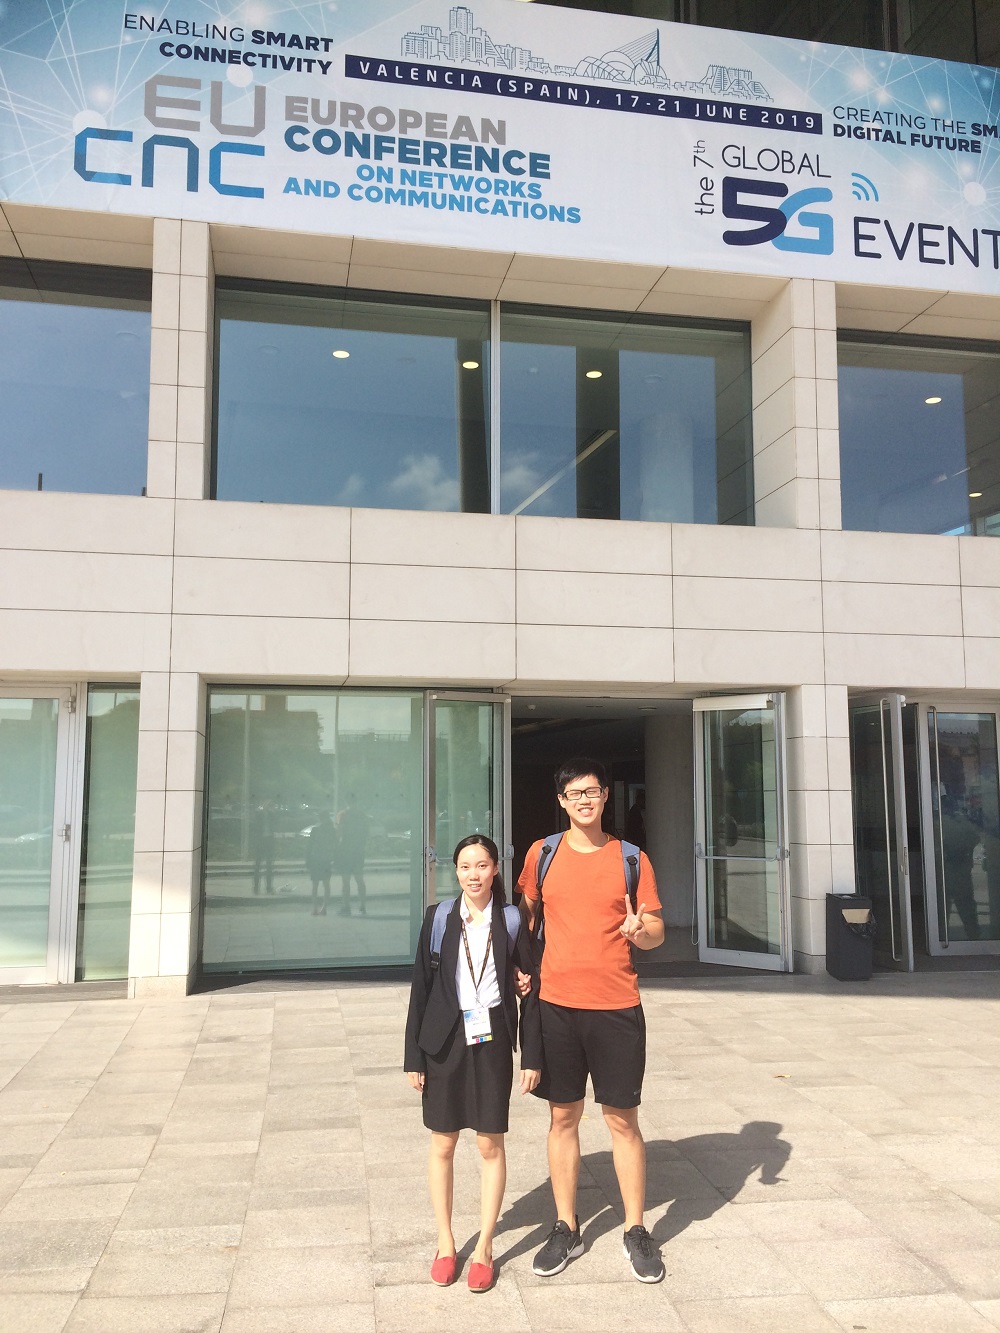 ENABLING SMART
CONNECTIVITY
VALENCIA (SPAIN), 17-21 JUNE 2019
CREATING THE SM
DIGITAL FUTURE
EU
CNC
EUROPEAN
CONFERENCE
ON NETWORKS
AND COMMUNICATIONS
the 7th
GLOBAL
5G
EVENT